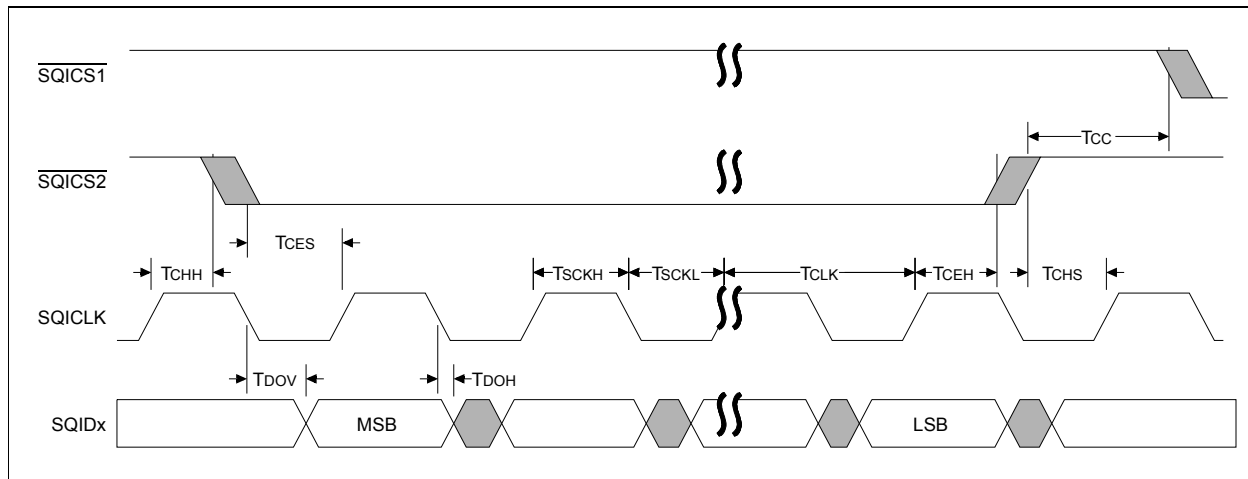 SQICS1
TCC
SQICS2
TCES
TCHH TSCKH TSCKL TCLK TCEH TCHS
SQICLK
TDOV TDOH
SQIDx MSB LSB